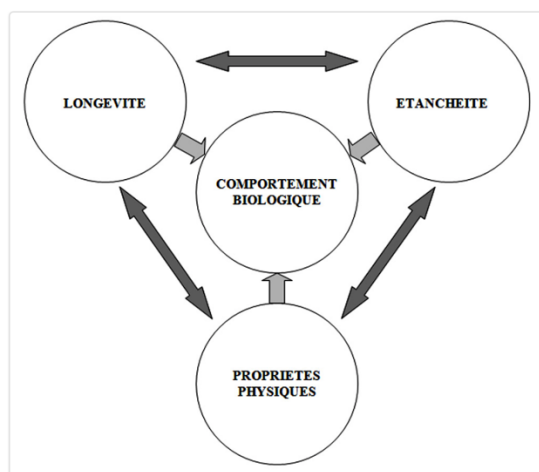 LONGEVITE
ETANCHEITE
COMPORTEMENT
BIOLOGIQUE
PROPRIETES
PHYSIQUES